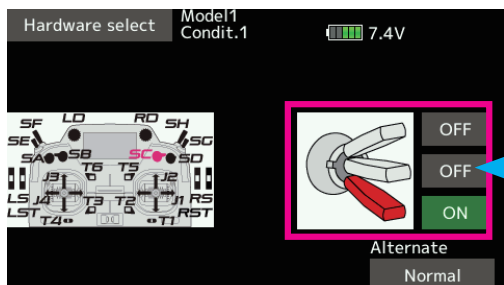 Hardware select
Model1
Condit.1
7.4V
LD RD
SF SH
SE SG
SA SB SC SD
T6 T5
J3 J2
LS J4 T3 T2 J1 RS
LST RST
T4 T1
OFF
OFF
ON
Alternate
Normal